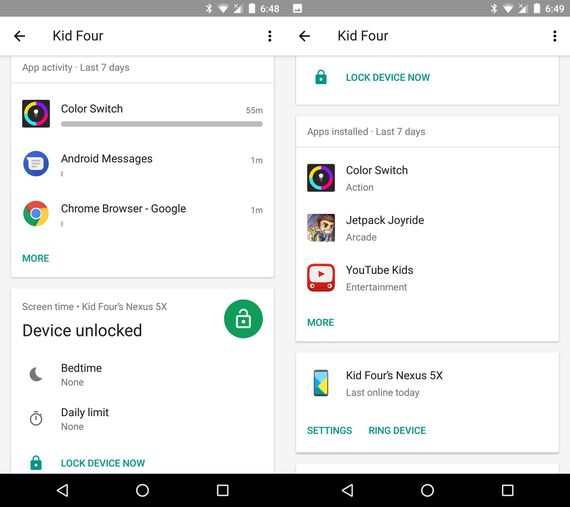 6:48
Kid Four
App activity · Last 7 days
Color Switch
55m
Android Messages
1m
Chrome Browser - Google
1m
MORE
Screen time • Kid Four's Nexus 5X
Device unlocked
Bedtime
None
Daily limit
None
LOCK DEVICE NOW
6:49
Kid Four
LOCK DEVICE NOW
Apps installed · Last 7 days
Color Switch
Action
Jetpack Joyride
Arcade
YouTube Kids
Entertainment
MORE
Kid Four's Nexus 5X
Last online today
SETTINGS
RING DEVICE